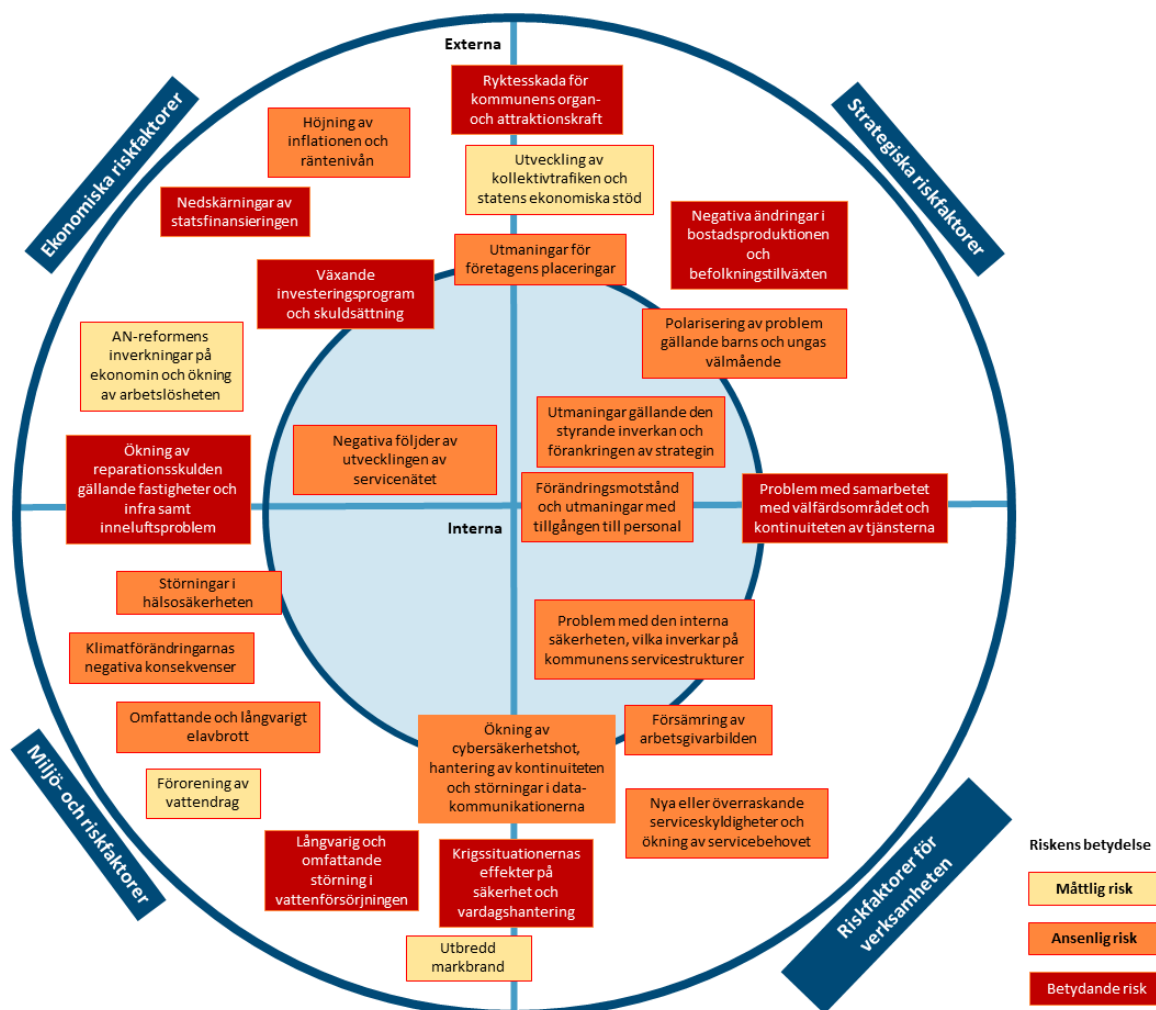 Externa
Ryktesskada för
kommunens organ-
och attraktionskraft
Ekonomiska riskfaktorer
Strategiska riskfaktorer
Höjning av
inflationen och
räntenivån
Utveckling av
kollektivtrafiken och
statens ekonomiska stöd
Nedskärningar av
statsfinansieringen
Negativa ändringar i
bostadsproduktionen
och
befolkningstillväxten
Utmaningar för
företagens placeringar
Växande
investeringsprogram
och skuldsättning
Polarisering av problem
gällande barns och ungas
välmående
AN-reformens
inverkningar på
ekonomin och ökning
av arbetslösheten
Utmaningar gällande den
styrande inverkan och
förankringen av strategin
Negativa följder av
utvecklingen av
servicenätet
Ökning av
reparationsskulden
gällande fastigheter och
infra samt
inneluftsproblem
Förändringsmotstånd
och utmaningar med
tillgången till personal
Problem med samarbetet
med välfärdsområdet och
kontinuiteten av tjänsterna
Interna
Störningar i
hälsosäkerheten
Problem med den interna
säkerheten, vilka inverkar på
kommunens servicestrukturer
Klimatförändringarnas
negativa konsekvenser
Omfattande och långvarigt
elavbrott
Försämring av
arbetsgivarbilden
Ökning av
cybersäkerhetshot,
hantering av kontinuiteten
och störningar i data-
kommunikationerna
Förorening av
vattendrag
Nya eller överraskande
serviceskyldigheter och
ökning av servicebehovet
Miljö- och riskfaktorer
Långvarig och
omfattande
störning i
vattenförsörjningen
Krigssituationernas
effekter på
säkerhet och
vardagshantering
Riskfaktorer för
verksamheten
Utbredd
markbrand
Riskens betydelse
Måttlig risk
Ansenlig risk
Betydande risk